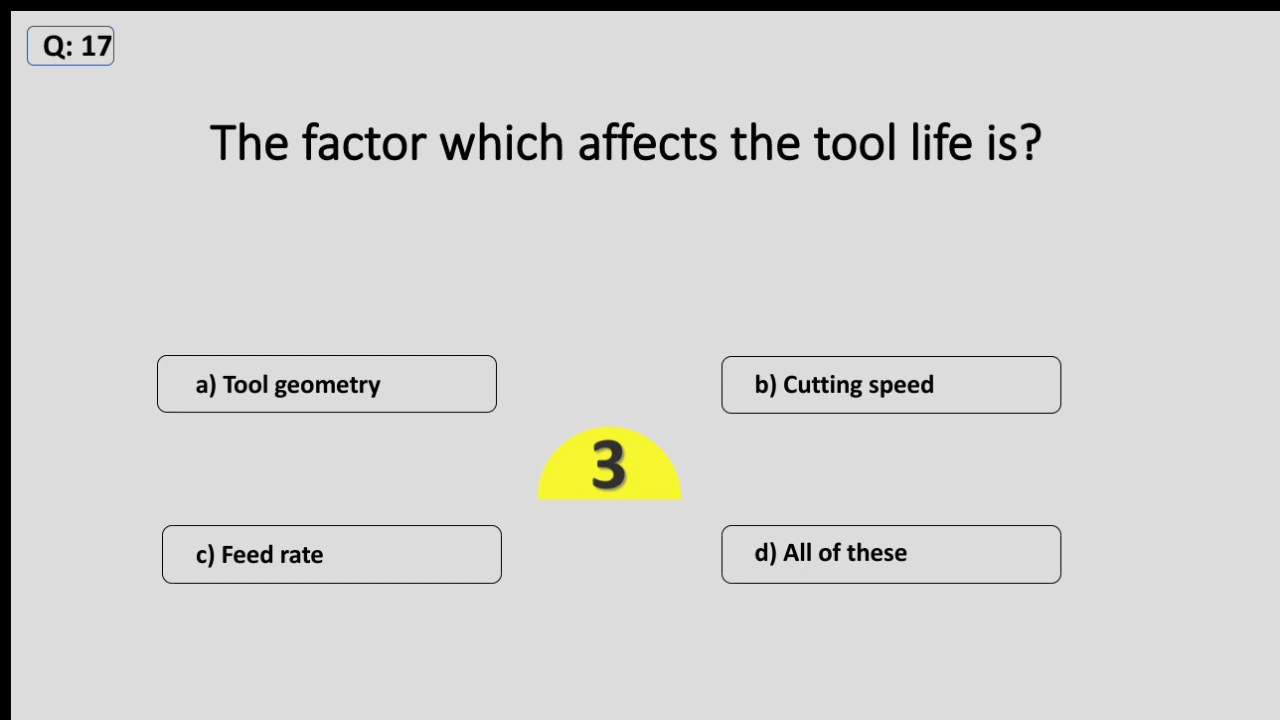 Q: 17
The factor which affects the tool life is?
a) Tool geometry
b) Cutting speed
3
c) Feed rate
d) All of these